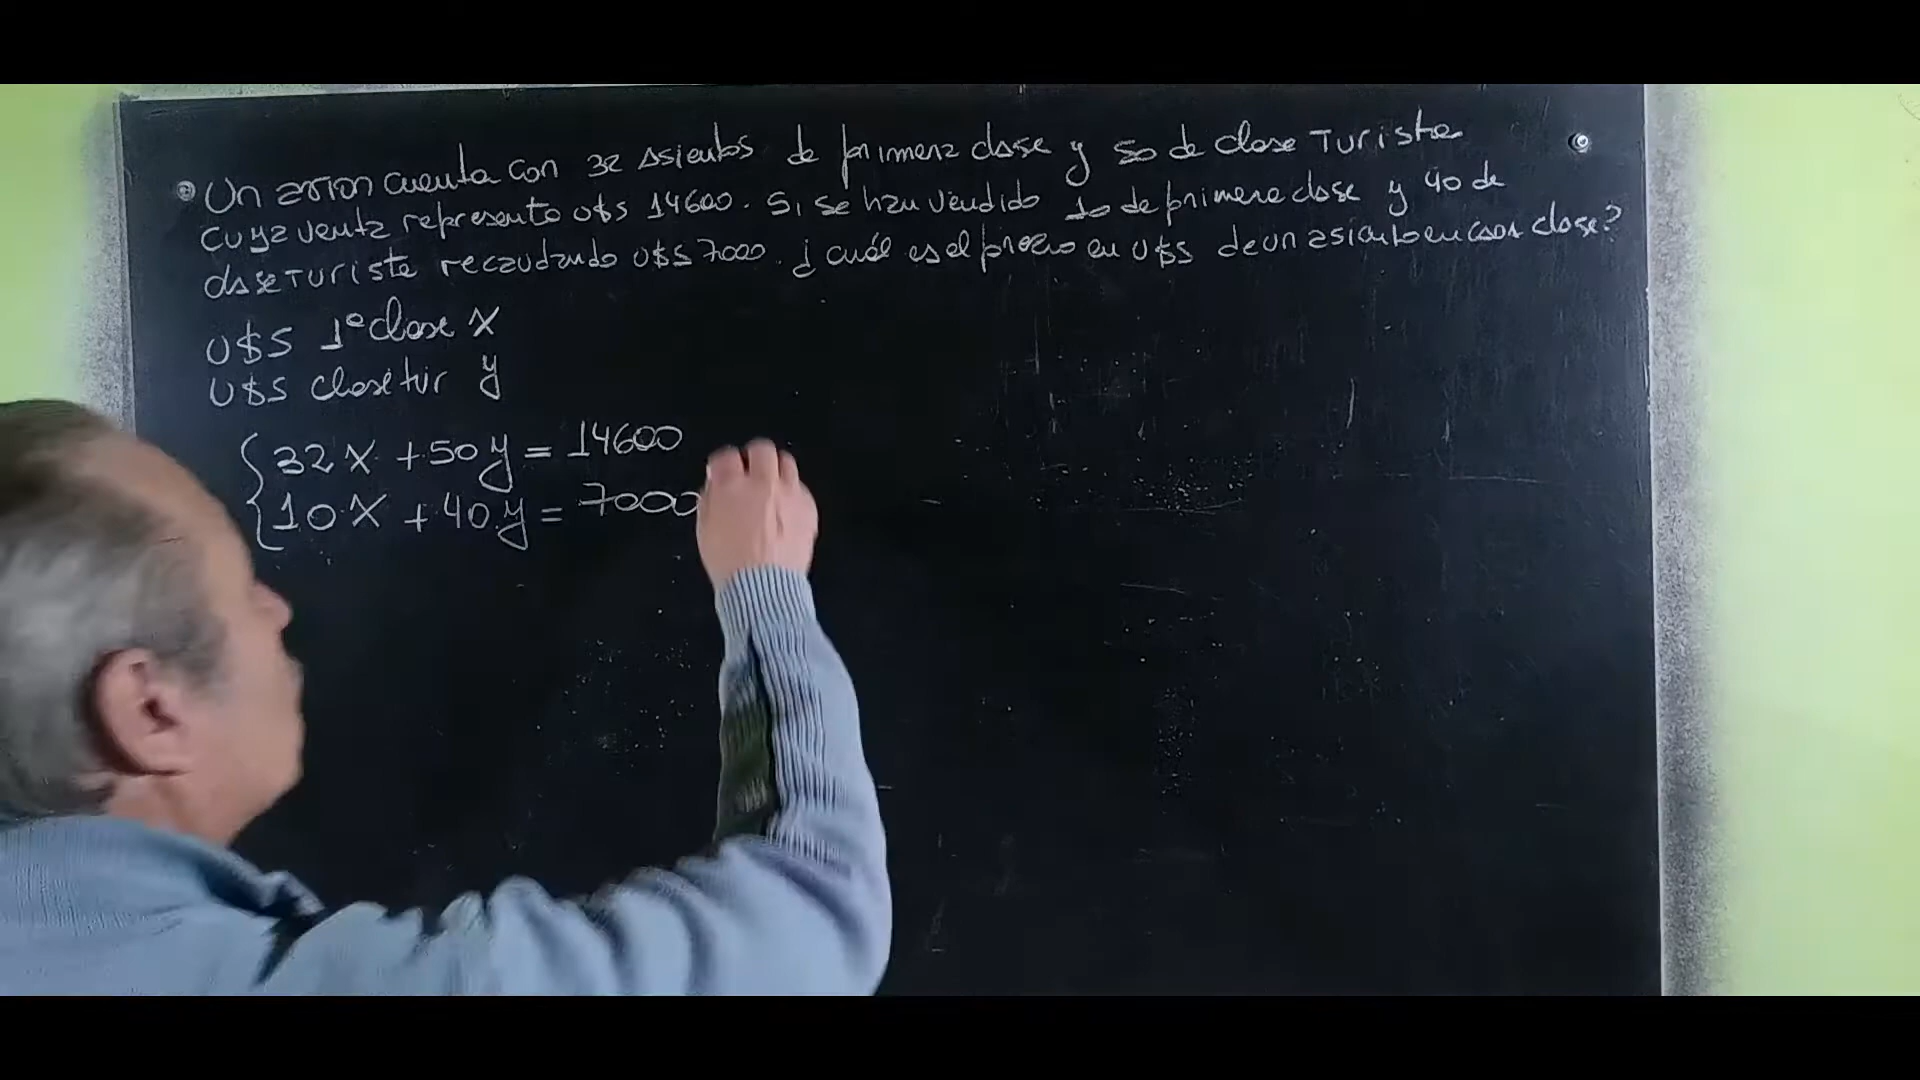 Un avion cuenta con 32 asientos de primera clase y 50 de clase Turista
cuya venta representa U$S 14600. Si se han vendido 10 de primera clase y 40 de
clase Turista recaudando U$S 7000. ¿cuál es el precio en U$S de un asiento en cada clase?
U$S 1º clase x
U$S clase tur y
32x + 50y = 14600
10x + 40y = 7000